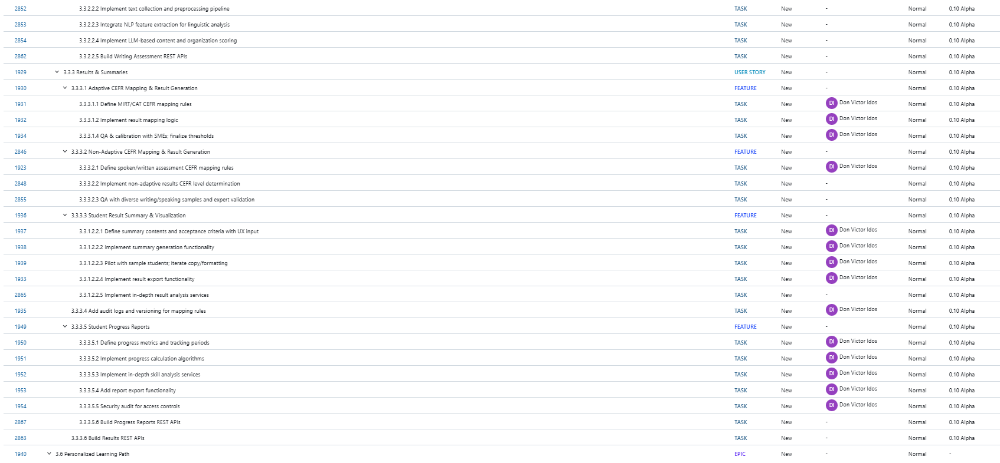 2852 3.3.2.2.2 Implement text collection and preprocessing pipeline TASK New - Normal 0.10 Alpha
2853 3.3.2.2.3 Integrate NLP feature extraction for linguistic analysis TASK New - Normal 0.10 Alpha
2854 3.3.2.2.4 Implement LLM-based content and organization scoring TASK New - Normal 0.10 Alpha
2862 3.3.2.2.5 Build Writing Assessment REST APIs TASK New - Normal 0.10 Alpha
1929 3.3.3 Results & Summaries USER STORY New - Normal 0.10 Alpha
1930 3.3.3.1 Adaptive CEFR Mapping & Result Generation FEATURE New - Normal 0.10 Alpha
1931 3.3.3.1.1 Define MIRT/CAT CEFR mapping rules TASK New DI Don Victor Idos Normal 0.10 Alpha
1932 3.3.3.1.2 Implement result mapping logic TASK New DI Don Victor Idos Normal 0.10 Alpha
1934 3.3.3.1.4 QA & calibration with SMEs; finalize thresholds TASK New DI Don Victor Idos Normal 0.10 Alpha
2846 3.3.3.2 Non-Adaptive CEFR Mapping & Result Generation FEATURE New - Normal 0.10 Alpha
1923 3.3.3.2.1 Define spoken/written assessment CEFR mapping rules TASK New DI Don Victor Idos Normal 0.10 Alpha
2848 3.3.3.2.2 Implement non-adaptive results CEFR level determination TASK New - Normal 0.10 Alpha
2855 3.3.3.2.3 QA with diverse writing/speaking samples and expert validation TASK New - Normal 0.10 Alpha
1936 3.3.3.3 Student Result Summary & Visualization FEATURE New - Normal 0.10 Alpha
1937 3.3.1.2.2.1 Define summary contents and acceptance criteria with UX input TASK New DI Don Victor Idos Normal 0.10 Alpha
1938 3.3.1.2.2.2 Implement summary generation functionality TASK New DI Don Victor Idos Normal 0.10 Alpha
1939 3.3.1.2.2.3 Pilot with sample students; iterate copy/formatting TASK New DI Don Victor Idos Normal 0.10 Alpha
1933 3.3.1.2.2.4 Implement result export functionality TASK New DI Don Victor Idos Normal 0.10 Alpha
2865 3.3.1.2.2.5 Implement in-depth result analysis services TASK New - Normal 0.10 Alpha
1935 3.3.3.4 Add audit logs and versioning for mapping rules TASK New DI Don Victor Idos Normal 0.10 Alpha
1949 3.3.3.5 Student Progress Reports FEATURE New - Normal 0.10 Alpha
1950 3.3.3.5.1 Define progress metrics and tracking periods TASK New DI Don Victor Idos Normal 0.10 Alpha
1951 3.3.3.5.2 Implement progress calculation algorithms TASK New DI Don Victor Idos Normal 0.10 Alpha
1952 3.3.3.5.3 Implement in-depth skill analysis services TASK New DI Don Victor Idos Normal 0.10 Alpha
1953 3.3.3.5.4 Add report export functionality TASK New DI Don Victor Idos Normal 0.10 Alpha
1954 3.3.3.5.5 Security audit for access controls TASK New DI Don Victor Idos Normal 0.10 Alpha
2867 3.3.3.5.6 Build Progress Reports REST APIs TASK New - Normal 0.10 Alpha
2863 3.3.3.6 Build Results REST APIs TASK New - Normal 0.10 Alpha
1940 3.6 Personalized Learning Path EPIC New - Normal -